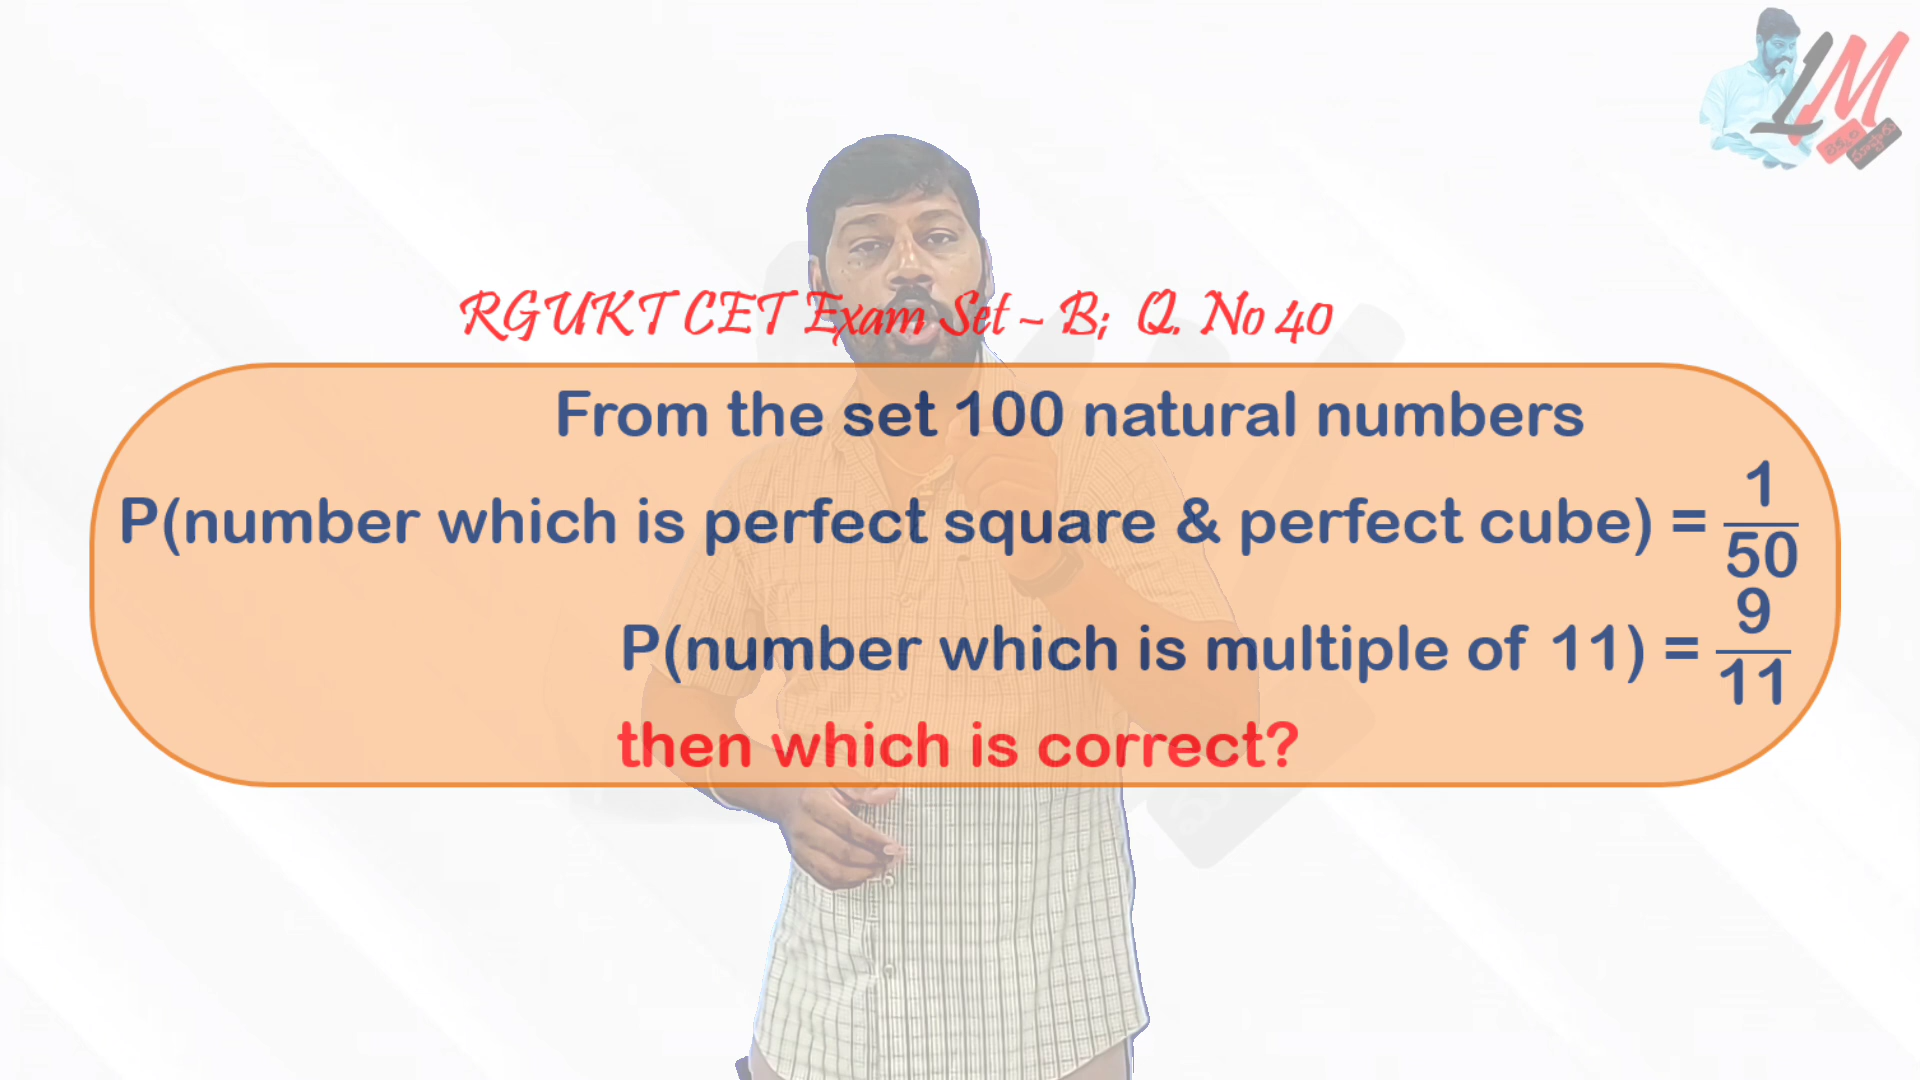 LM
RGUKT CET Exam Set - B; Q. No 40
From the set 100 natural numbers
P(number which is perfect square & perfect cube) = 1/50
P(number which is multiple of 11) = 9/11
then which is correct?